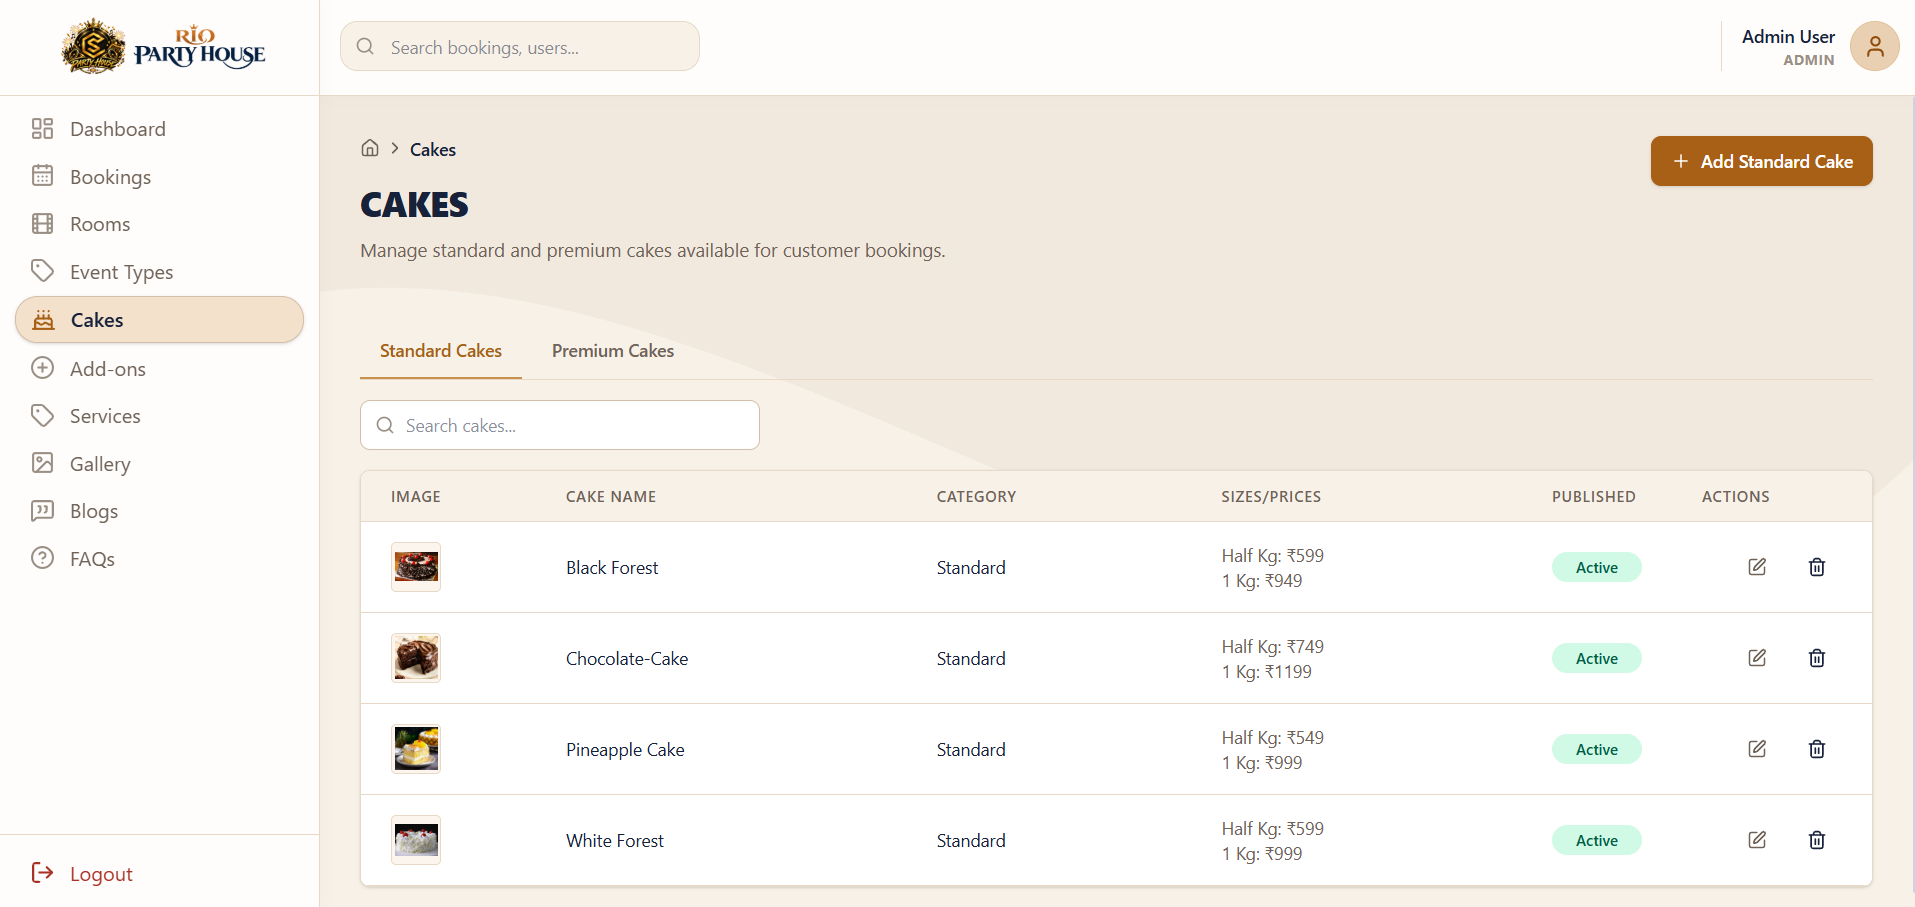 PARTY HOUSE
RIO
PARTY HOUSE
Search bookings, users...
Admin User
ADMIN
Dashboard
Bookings
Rooms
Event Types
Cakes
Add-ons
Services
Gallery
Blogs
FAQs
Logout
Cakes
Add Standard Cake
CAKES
Manage standard and premium cakes available for customer bookings.
Standard Cakes
Premium Cakes
Search cakes...
IMAGE CAKE NAME CATEGORY SIZES/PRICES PUBLISHED ACTIONS
Black Forest Standard Half Kg: ₹599 Active
1 Kg: ₹949
Chocolate-Cake Standard Half Kg: ₹749 Active
1 Kg: ₹1199
Pineapple Cake Standard Half Kg: ₹549 Active
1 Kg: ₹999
White Forest Standard Half Kg: ₹599 Active
1 Kg: ₹999